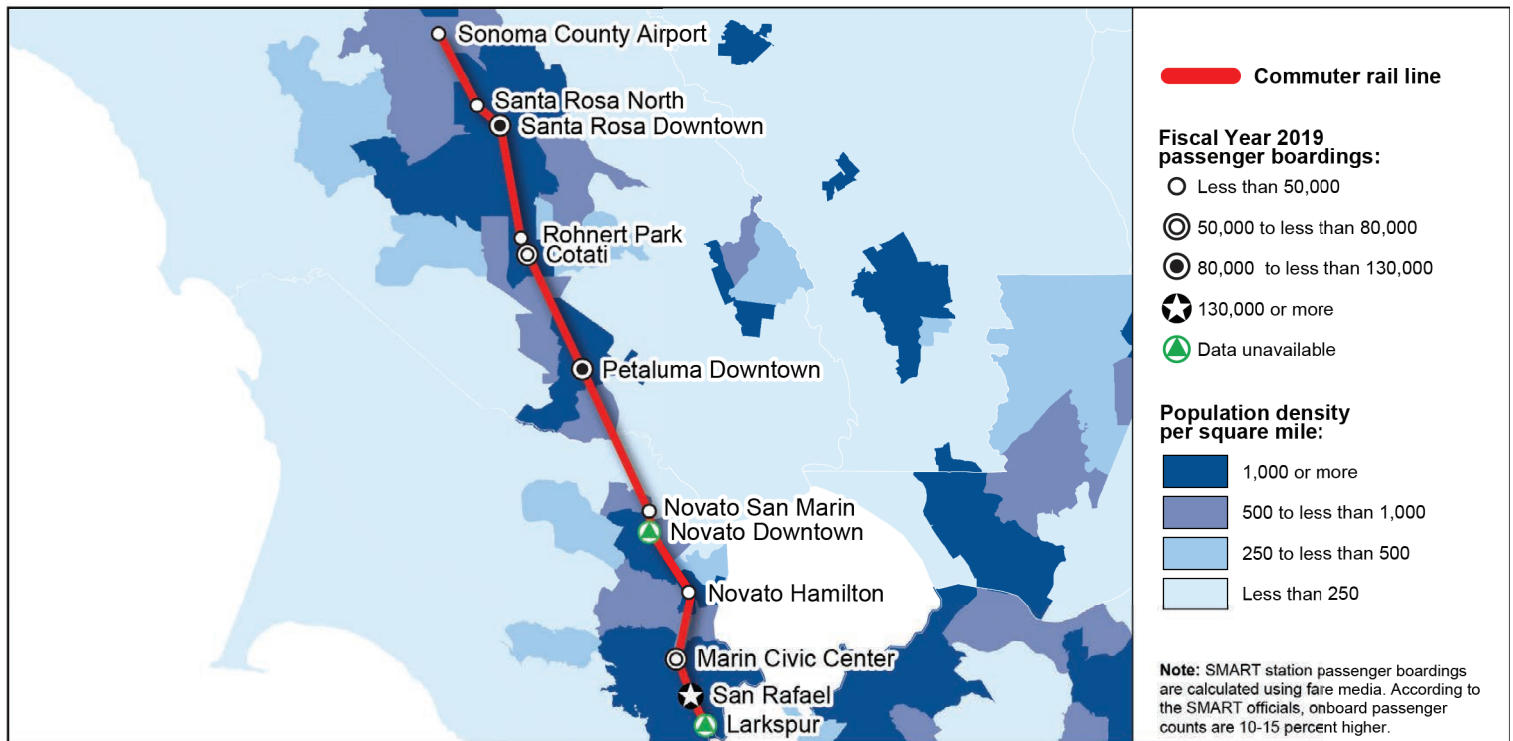 Sonoma County Airport
Santa Rosa North
Santa Rosa Downtown
Rohnert Park
Cotati
Petaluma Downtown
Novato San Marin
Novato Downtown
Novato Hamilton
Marin Civic Center
San Rafael
Larkspur
Commuter rail line
Fiscal Year 2019
passenger boardings:
Less than 50,000
50,000 to less than 80,000
80,000 to less than 130,000
130,000 or more
Data unavailable
Population density
per square mile:
1,000 or more
500 to less than 1,000
250 to less than 500
Less than 250
Note: SMART station passenger boardings
are calculated using fare media. According to
the SMART officials, onboard passenger
counts are 10-15 percent higher.